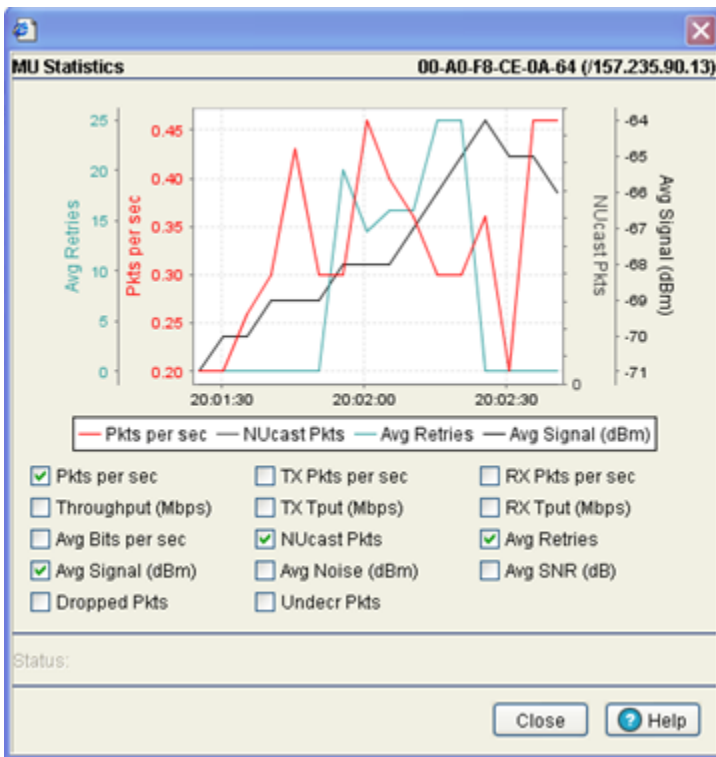 MU Statistics 00-A0-F8-CE-0A-64 (/157.235.90.13)
Avg Retries
25
20
15
10
5
0
Pkts per sec
0.45
0.40
0.35
0.30
0.25
0.20
NUcast Pkts
0
Avg Signal (dBm)
-64
-65
-66
-67
-68
-69
-70
-71
20:01:30 20:02:00 20:02:30
Pkts per sec NUcast Pkts Avg Retries Avg Signal (dBm)
Pkts per sec TX Pkts per sec RX Pkts per sec
Throughput (Mbps) TX Tput (Mbps) RX Tput (Mbps)
Avg Bits per sec NUcast Pkts Avg Retries
Avg Signal (dBm) Avg Noise (dBm) Avg SNR (dB)
Dropped Pkts Undecr Pkts
Status:
Close ? Help